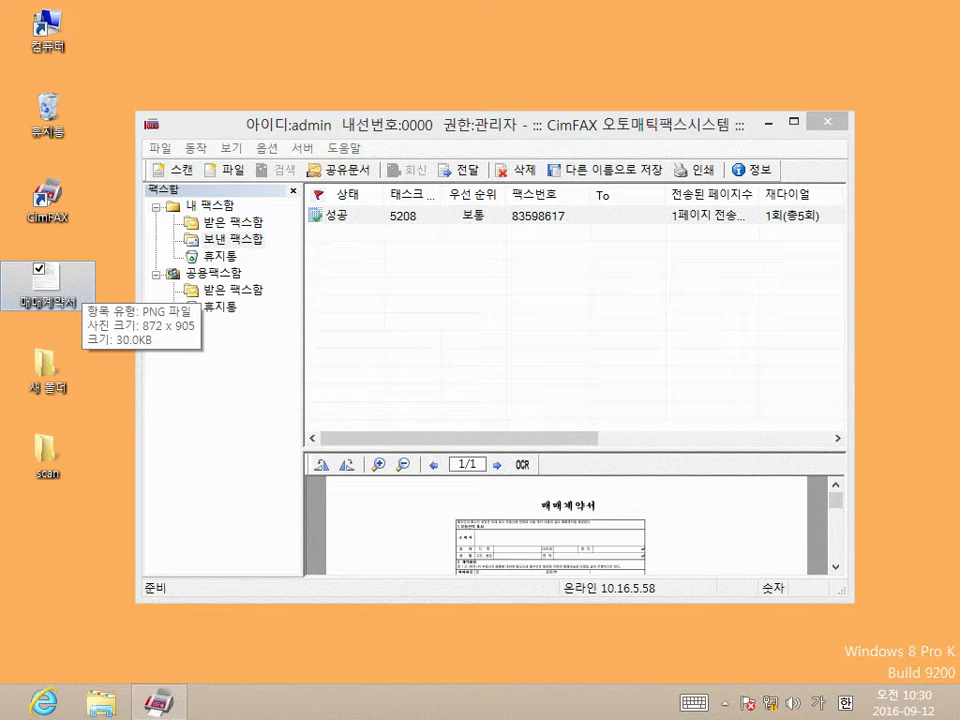 컴퓨터
휴지통
CimFAX
매매계약서
항목 유형: PNG 파일
사진 크기: 872 x 905
크기: 30.0KB
새 폴더
scan
아이디:admin 내선번호:0000 권한:관리자 - ::: CimFAX 오토매틱팩스시스템 :::
파일 동작 보기 옵션 서버 도움말
스캔 파일 검색 공유문서 회신 전달 삭제 다른 이름으로 저장 인쇄 정보
팩스함
내 팩스함
받은 팩스함
보낸 팩스함
휴지통
공용팩스함
받은 팩스함
휴지통
상태 태스크 ... 우선 순위 팩스번호 To 전송된 페이지수 재다이얼
성공 5208 보통 83598617 1페이지 전송... 1회(총5회)
1/1 OCR
매매계약서
준비 온라인 10.16.5.58 숫자
Windows 8 Pro K
Build 9200
가 한 오전 10:30
2016-09-12